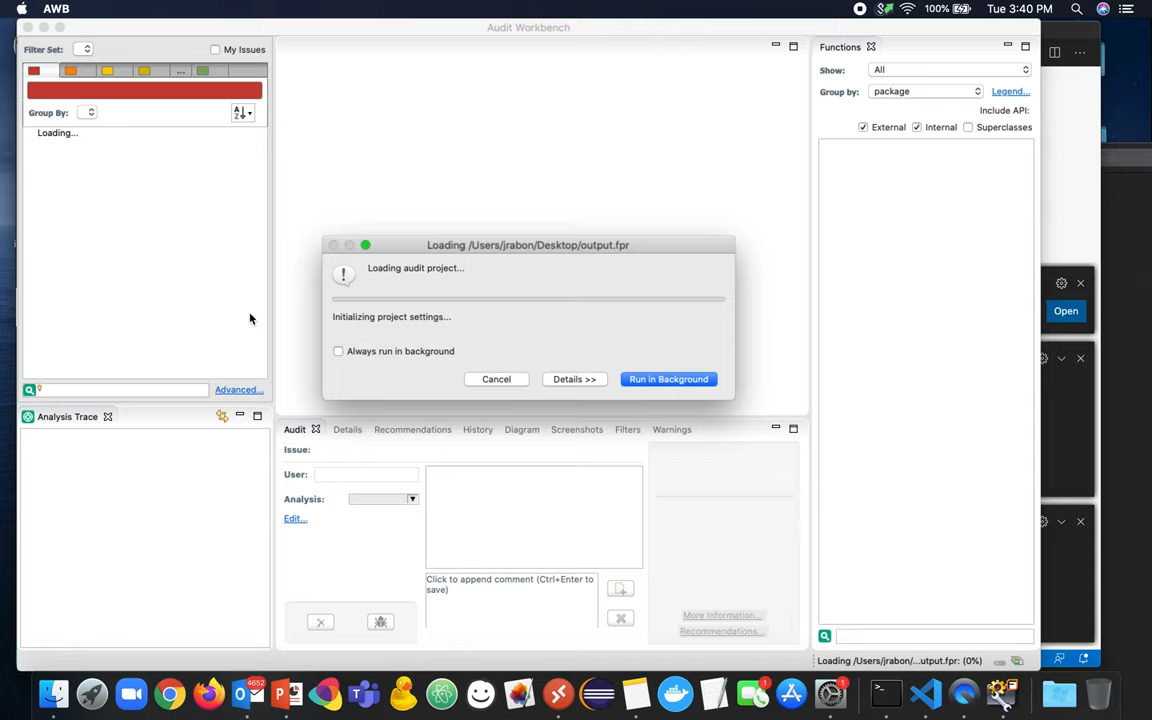 AWB
100%
Tue 3:40 PM
Audit Workbench
Filter Set:
My Issues
...
Group By:
Loading...
Advanced...
Functions
Show:
All
Group by:
package
Legend...
Include API:
External
Internal
Superclasses
Loading /Users/jrabon/Desktop/output.fpr
Loading audit project...
Initializing project settings...
Always run in background
Cancel
Details >>
Run in Background
Open
Analysis Trace
Audit
Details
Recommendations
History
Diagram
Screenshots
Filters
Warnings
Issue:
User:
Analysis:
Edit...
Click to append comment (Ctrl+Enter to
save)
More Information...
Recommendations...
Loading /Users/jrabon/...utput.fpr: (0%)
4652
1
1